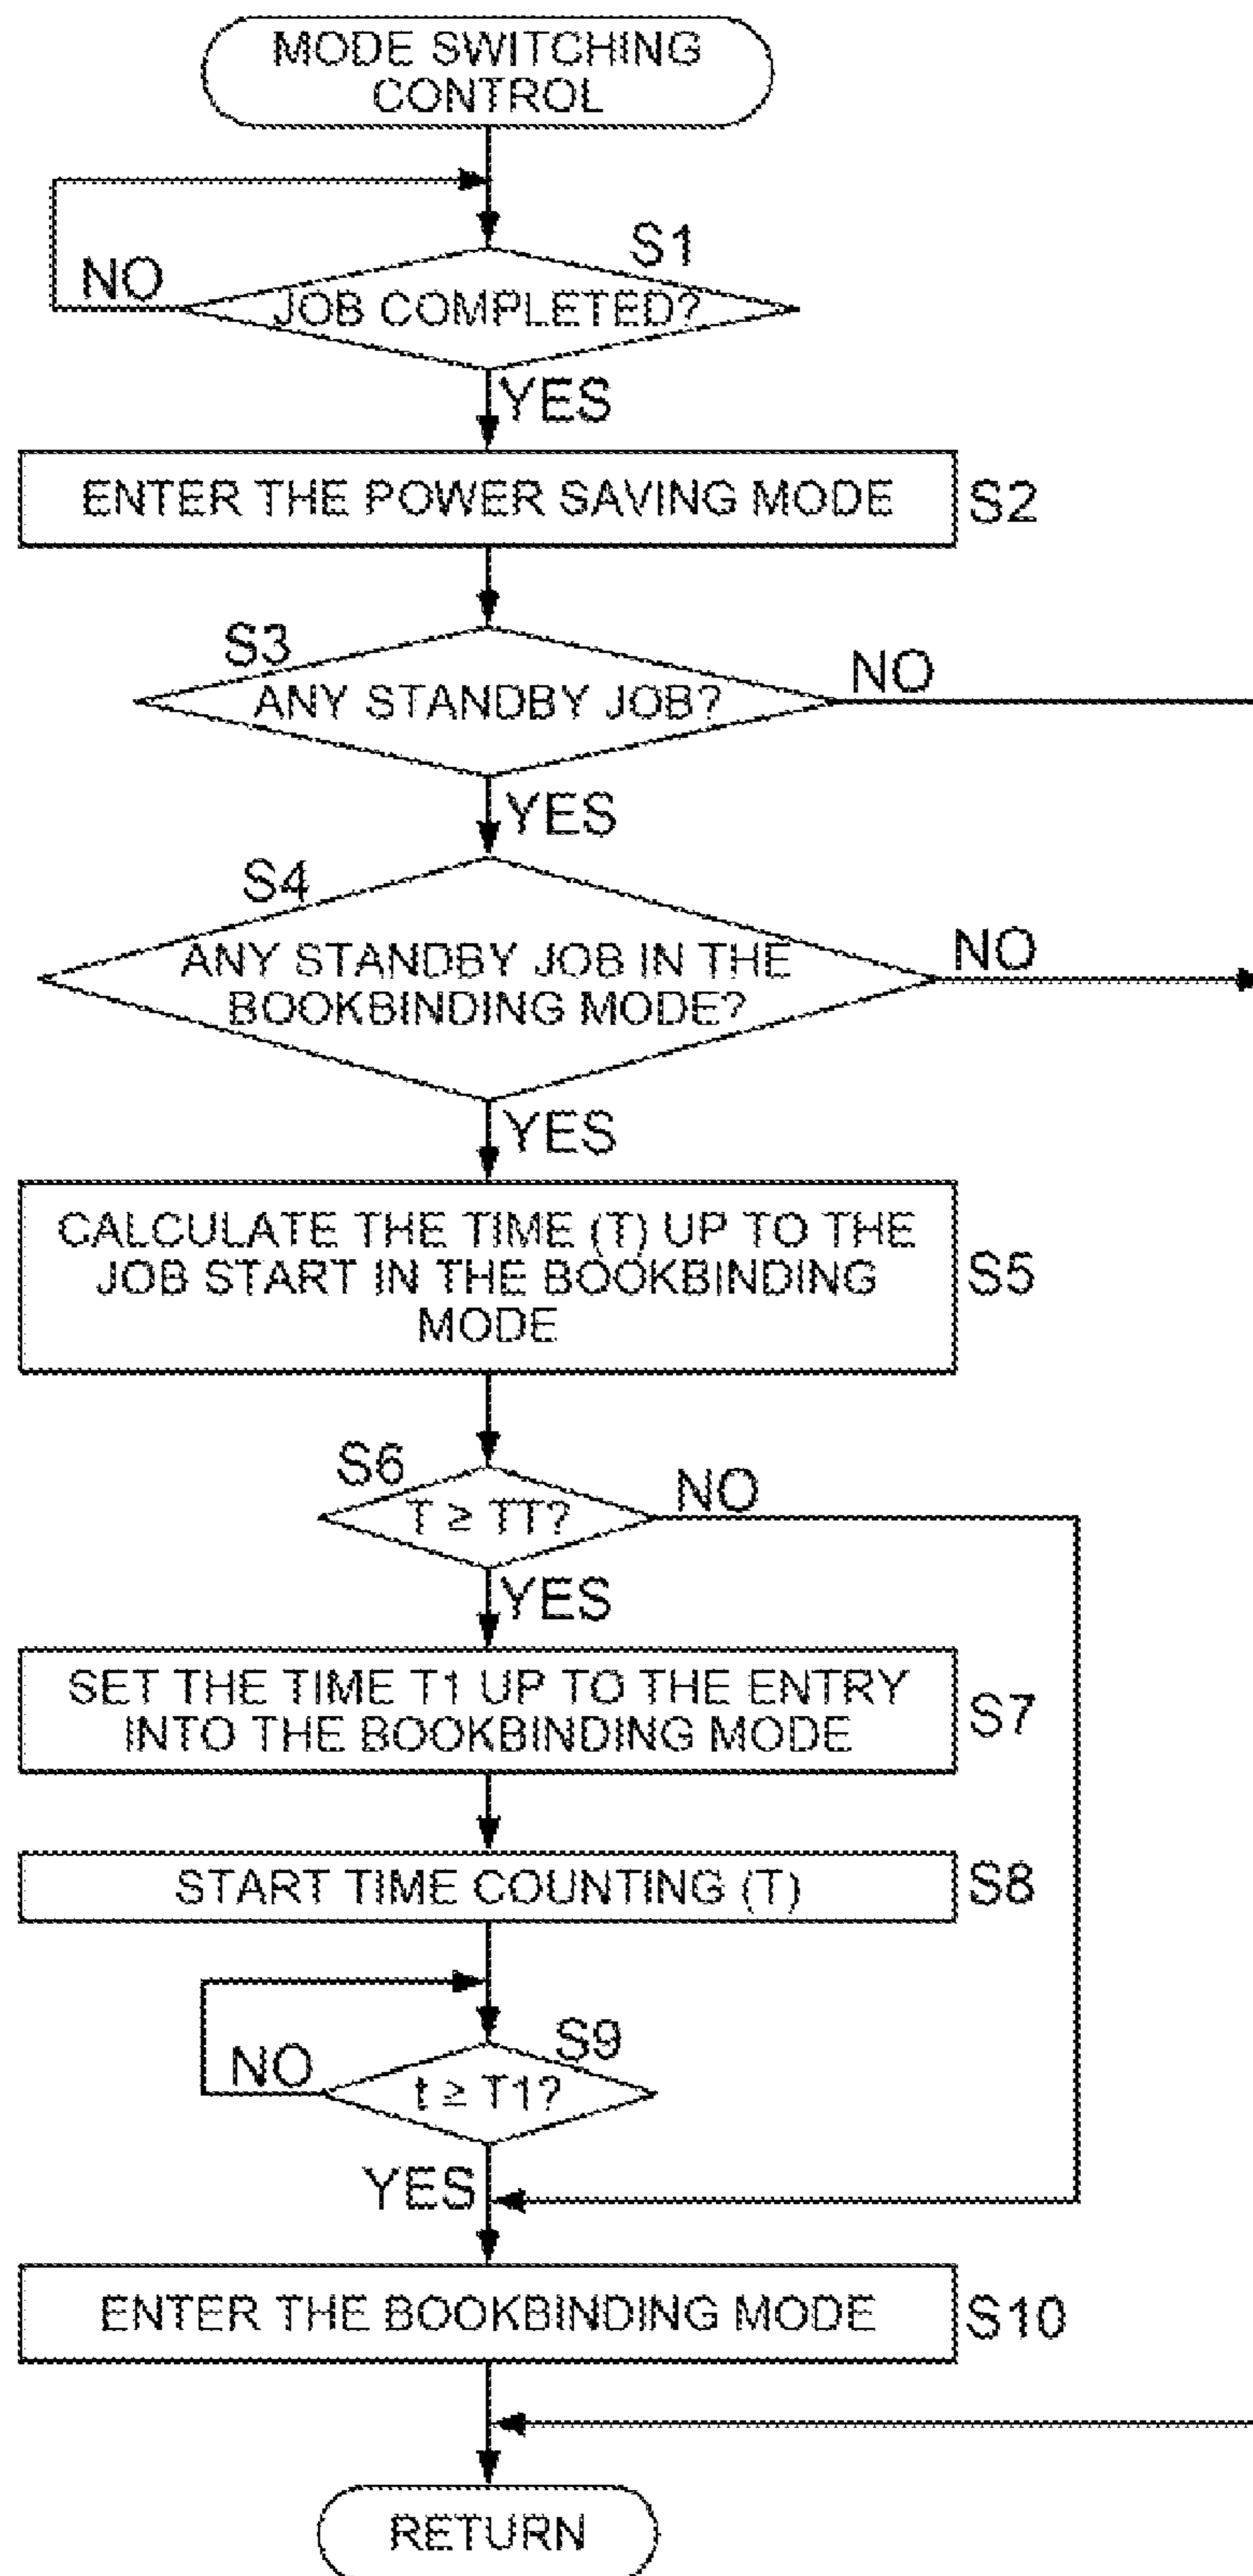 MODE SWITCHING
CONTROL
S1
NO
JOB COMPLETED?
YES
ENTER THE POWER SAVING MODE
S2
S3
NO
ANY STANDBY JOB?
YES
S4
NO
ANY STANDBY JOB IN THE
BOOKBINDING MODE?
YES
CALCULATE THE TIME (T) UP TO THE
JOB START IN THE BOOKBINDING
MODE
S5
S6
NO
T ≥ TT?
YES
SET THE TIME T1 UP TO THE ENTRY
INTO THE BOOKBINDING MODE
S7
START TIME COUNTING (T)
S8
S9
NO
t ≥ T1?
YES
ENTER THE BOOKBINDING MODE
S10
RETURN